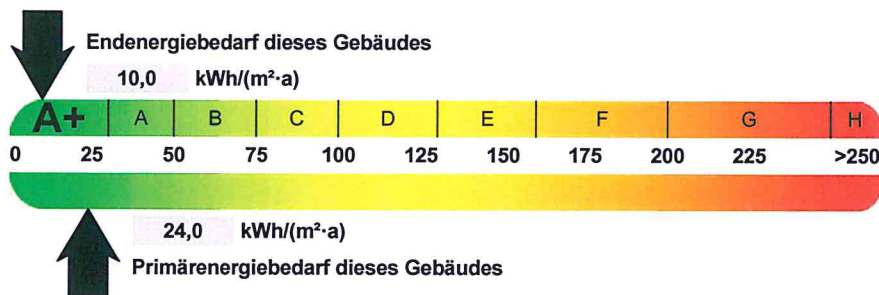 Endenergiebedarf dieses Gebäudes
10,0 kWh/(m²·a)
A+ A B C D E F G H
0 25 50 75 100 125 150 175 200 225 >250
24,0 kWh/(m²·a)
Primärenergiebedarf dieses Gebäudes